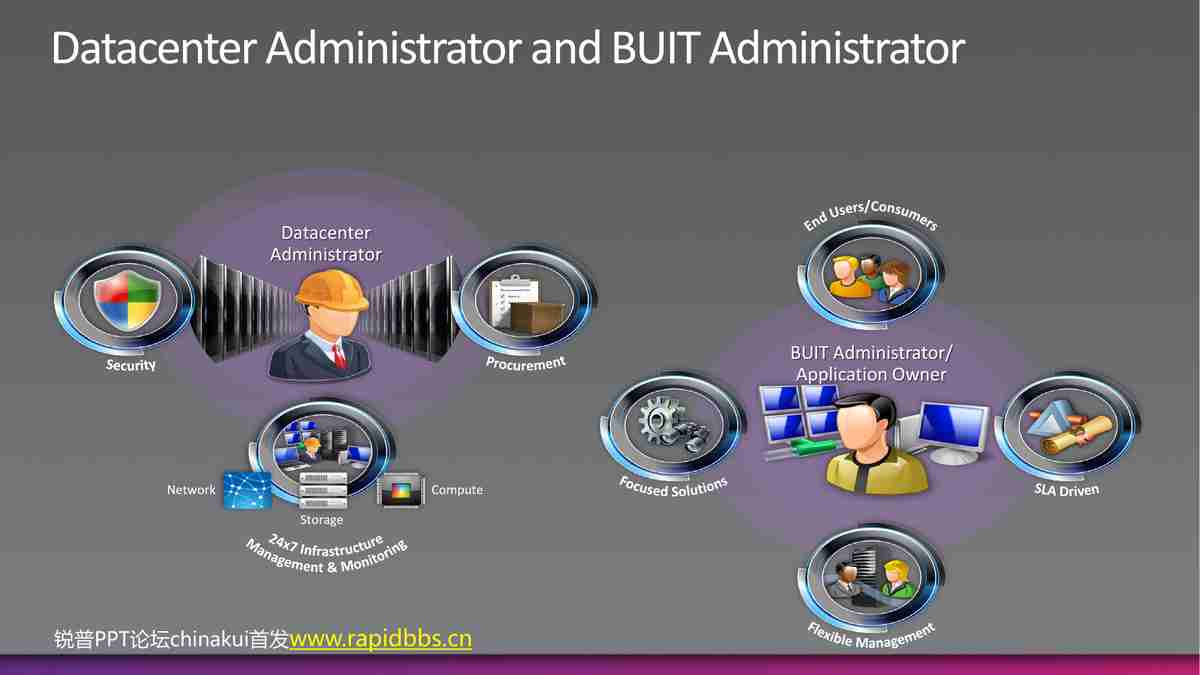 Datacenter Administrator and BUIT Administrator
Datacenter
Administrator
Security
Procurement
Network
Storage
Compute
24x7 Infrastructure
Management & Monitoring
End Users/Consumers
BUIT Administrator/
Application Owner
Focused Solutions
SLA Driven
Flexible Management
锐普PPT论坛chinakui首发www.rapidbbs.cn